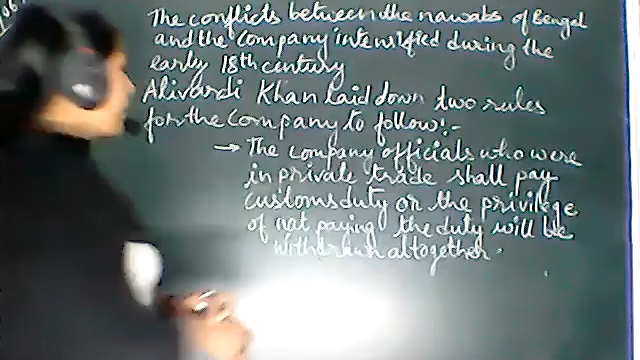 06
The conflicts between the nawabs of Bengal
and the Company intensified during the
early 18th century
Alivardi Khan laid down two rules
for the Company to follow:-
→ The company officials who were
in private trade shall pay
customs duty or the privilege
of not paying the duty will be
withdrawn altogether.